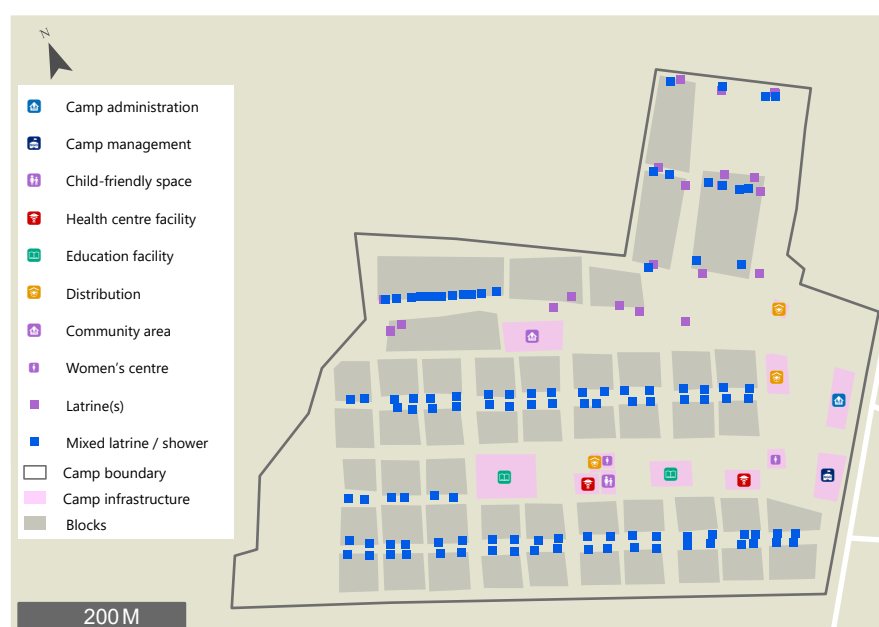 N
Camp administration
Camp management
Child-friendly space
Health centre facility
Education facility
Distribution
Community area
Women's centre
Latrine(s)
Mixed latrine / shower
Camp boundary
Camp infrastructure
Blocks
200 M